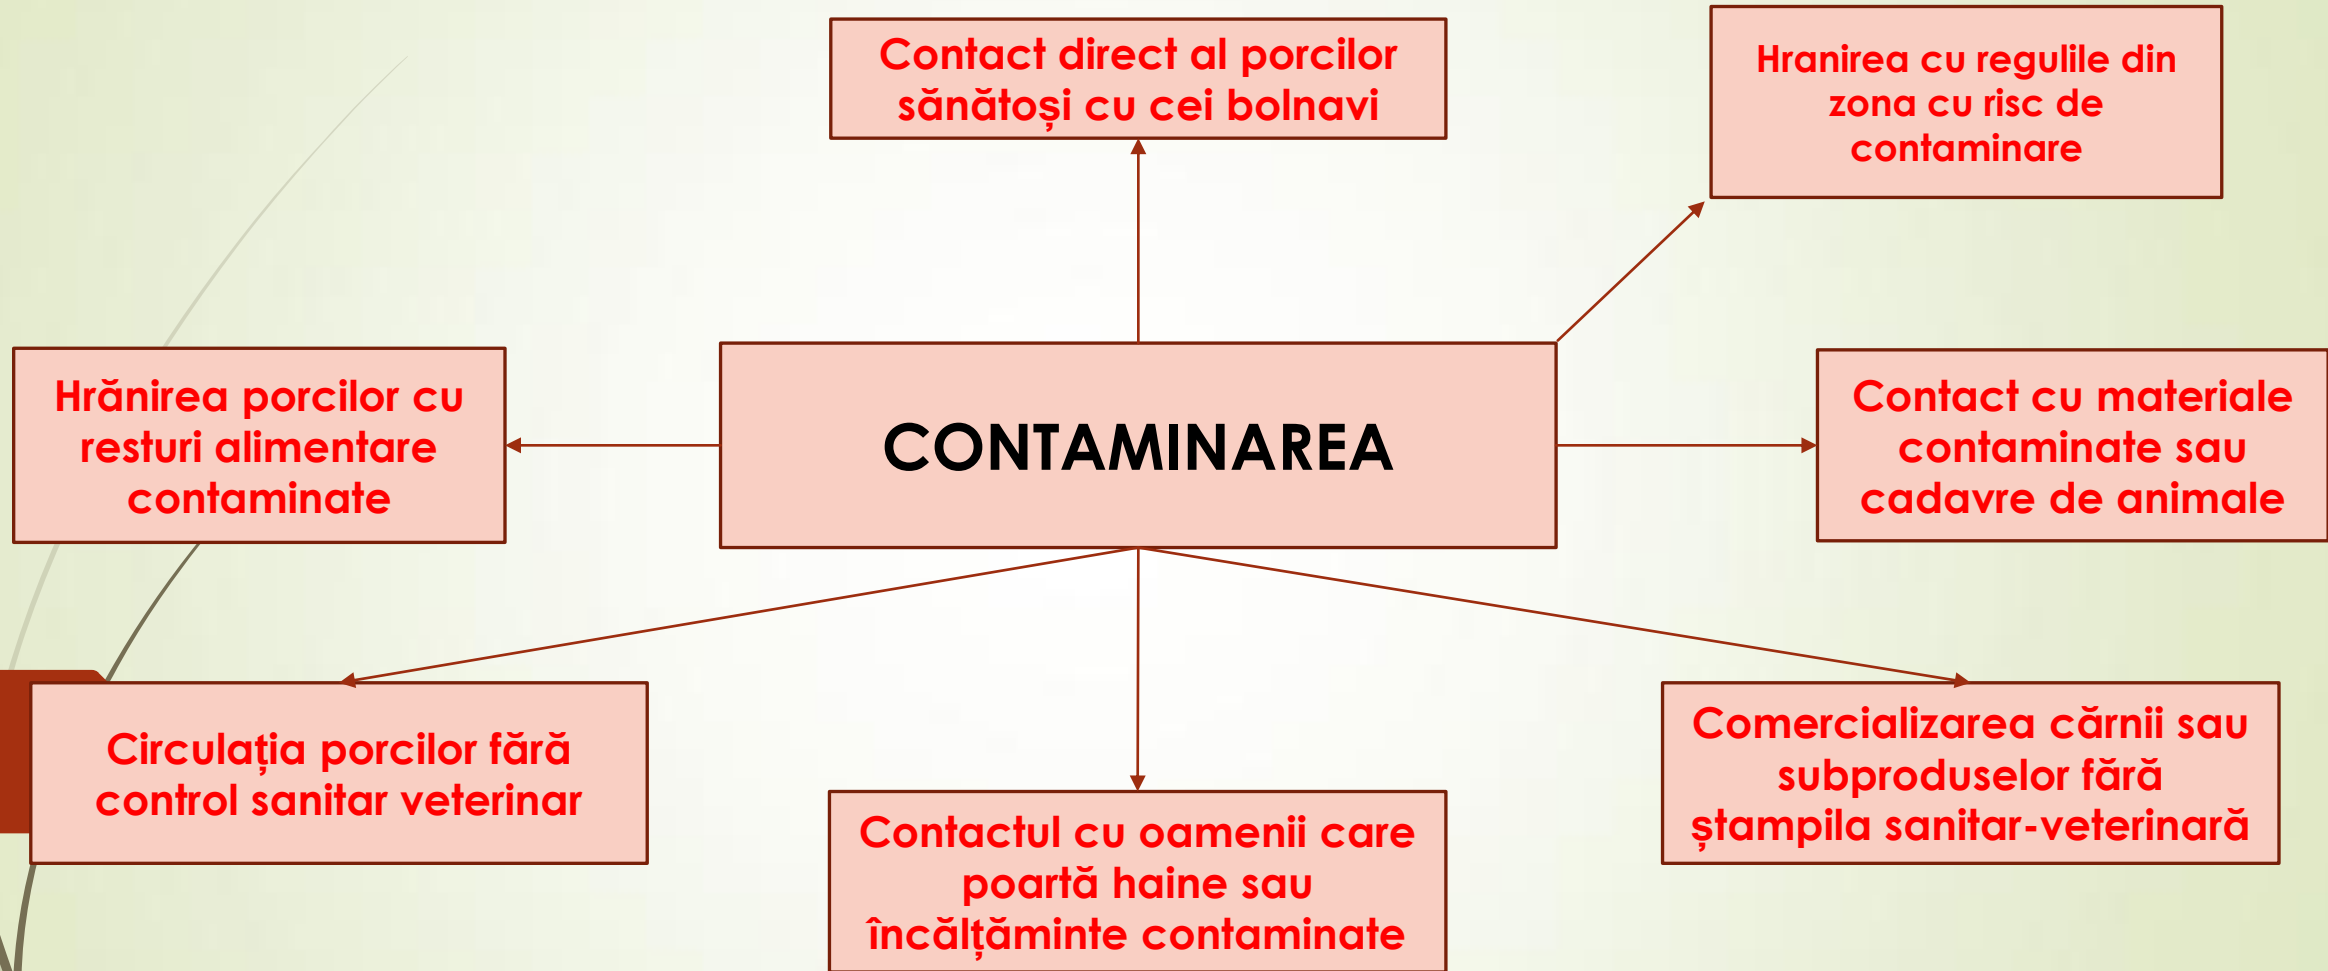 Contact direct al porcilor
sănătoși cu cei bolnavi
Hranirea cu regulile din
zona cu risc de
contaminare
Hrănirea porcilor cu
resturi alimentare
contaminate
CONTAMINAREA
Contact cu materiale
contaminate sau
cadavre de animale
Circulația porcilor fără
control sanitar veterinar
Contactul cu oamenii care
poartă haine sau
încălțăminte contaminate
Comercializarea cărnii sau
subproduselor fără
ștampila sanitar-veterinară